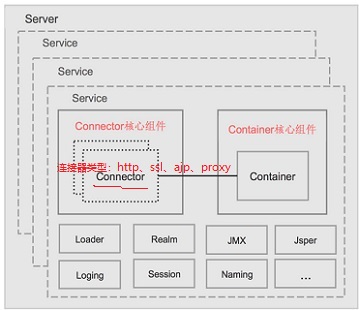 Server
Service
Service
Service
Connector核心组件
Container核心组件
连接器类型：http、ssl、ajp、proxy
Connector
Container
Loader
Realm
JMX
Jsper
Loging
Session
Naming
...